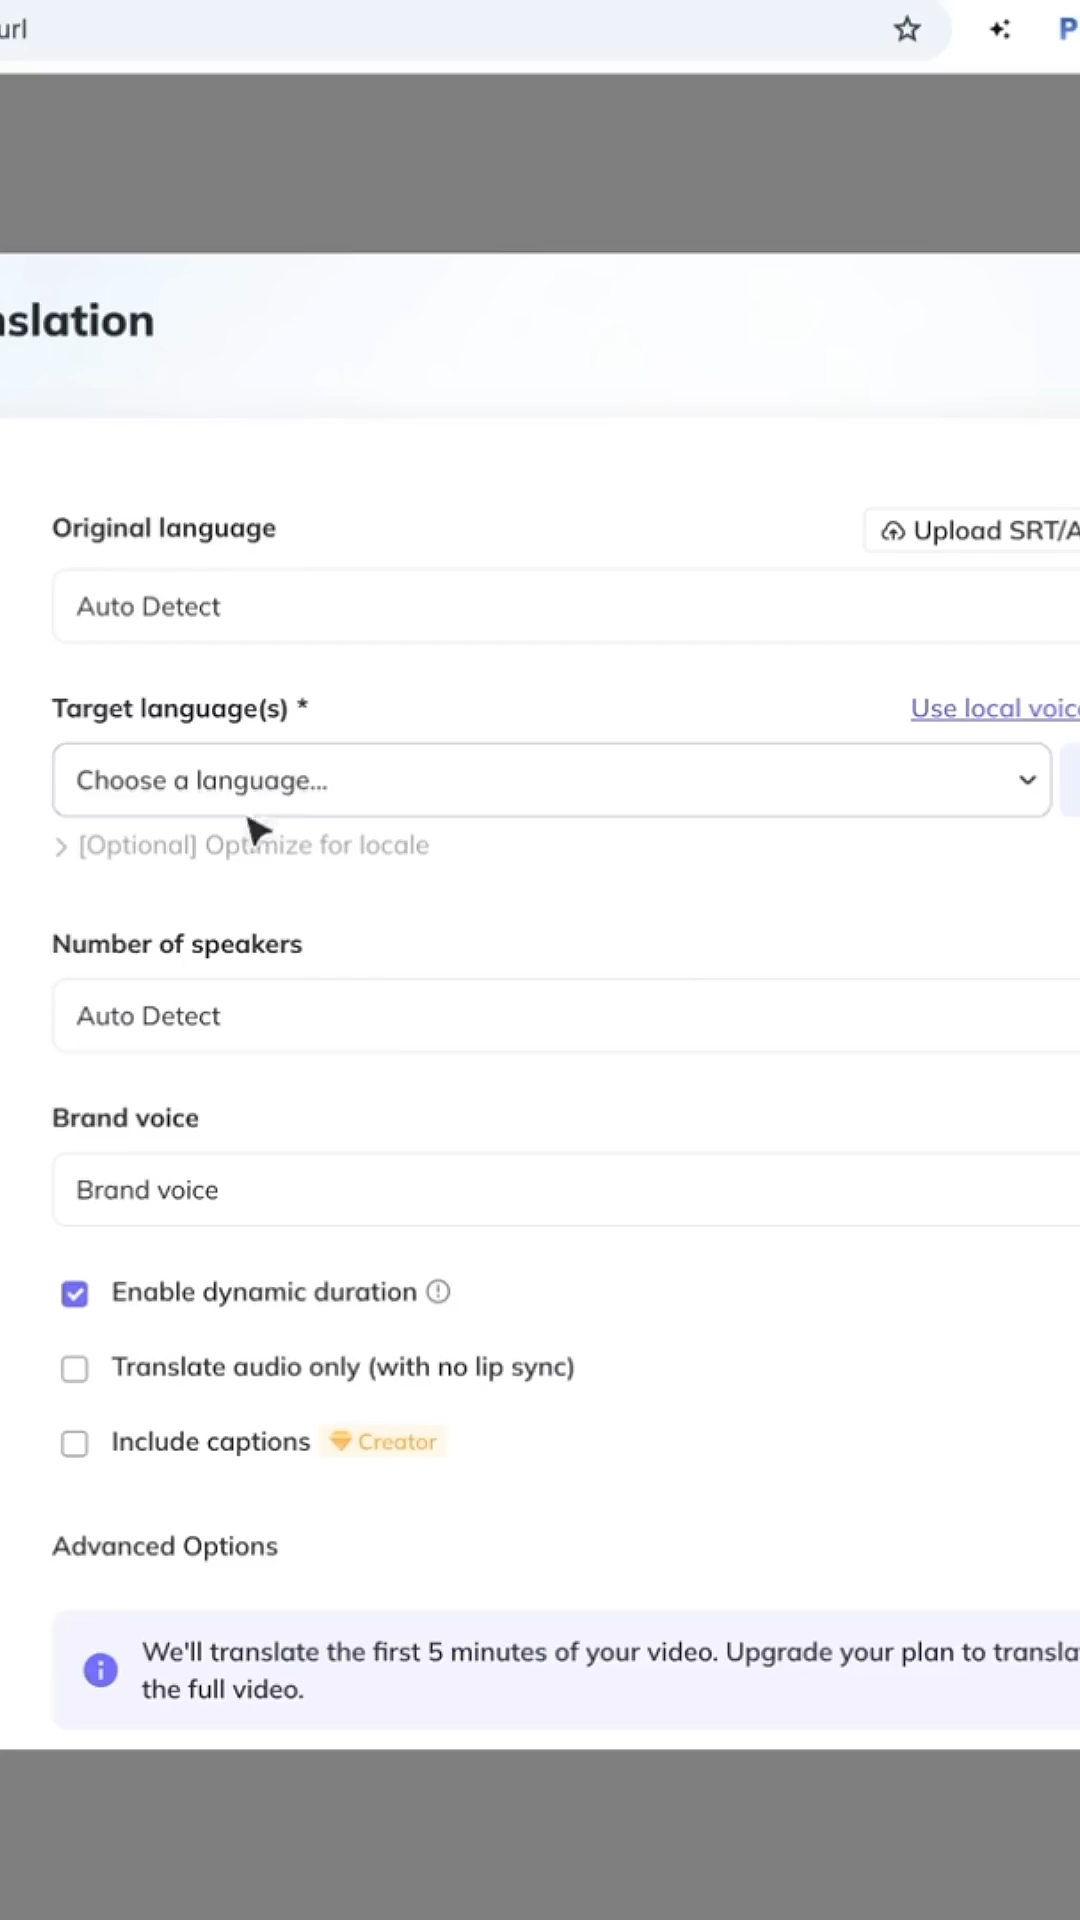 url
nslation
Original language
Upload SRT/A
Auto Detect
Target language(s) *
Use local voic
Choose a language...
[Optional] Optimize for locale
Number of speakers
Auto Detect
Brand voice
Brand voice
Enable dynamic duration
Translate audio only (with no lip sync)
Include captions Creator
Advanced Options
We'll translate the first 5 minutes of your video. Upgrade your plan to transla
the full video.